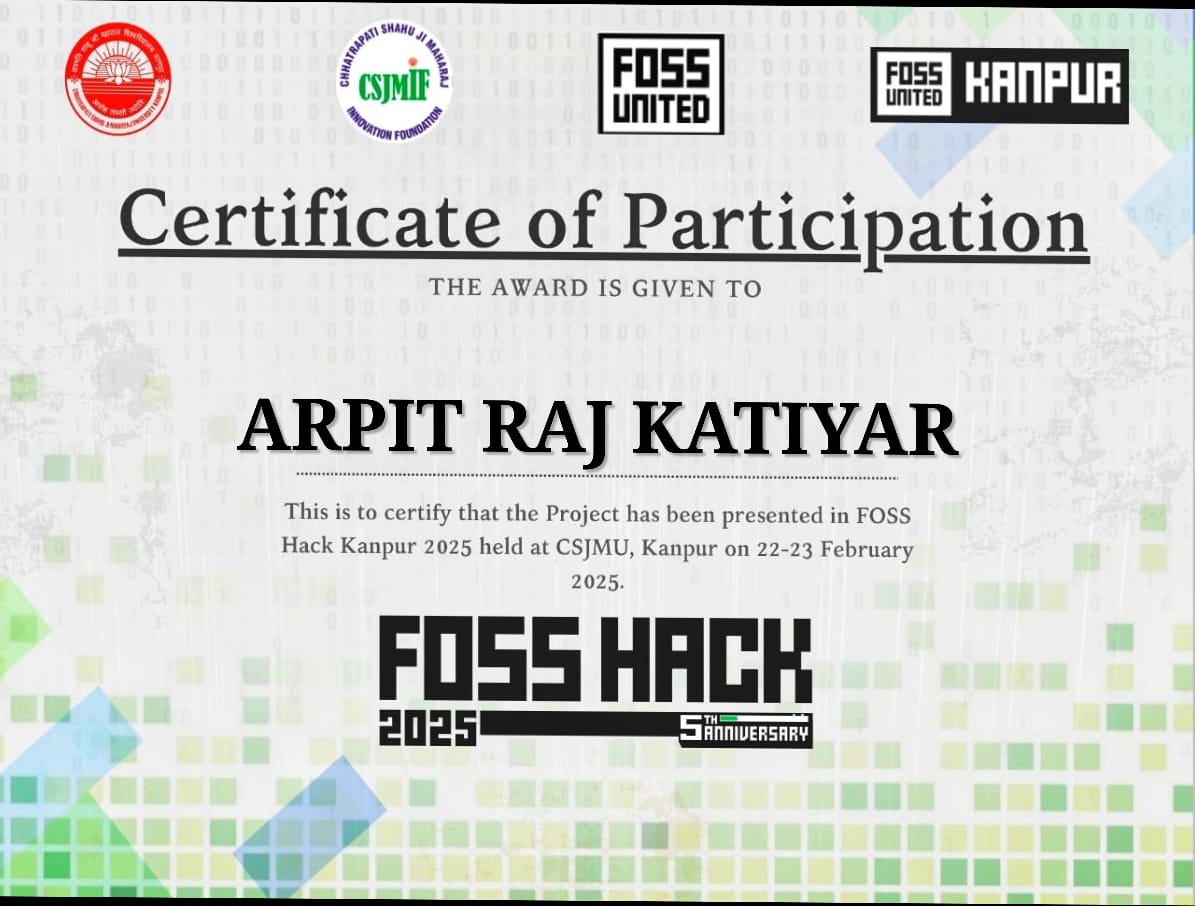 CHHATRAPATI SHAHU JI MAHARAJ
CSJMIF
INNOVATION FOUNDATION
FOSS
UNITED
FOSS
UNITED
KANPUR
Certificate of Participation
THE AWARD IS GIVEN TO
ARPIT RAJ KATIYAR
This is to certify that the Project has been presented in FOSS
Hack Kanpur 2025 held at CSJMU, Kanpur on 22-23 February
2025.
FOSS HACK
2025
5TH ANNIVERSARY